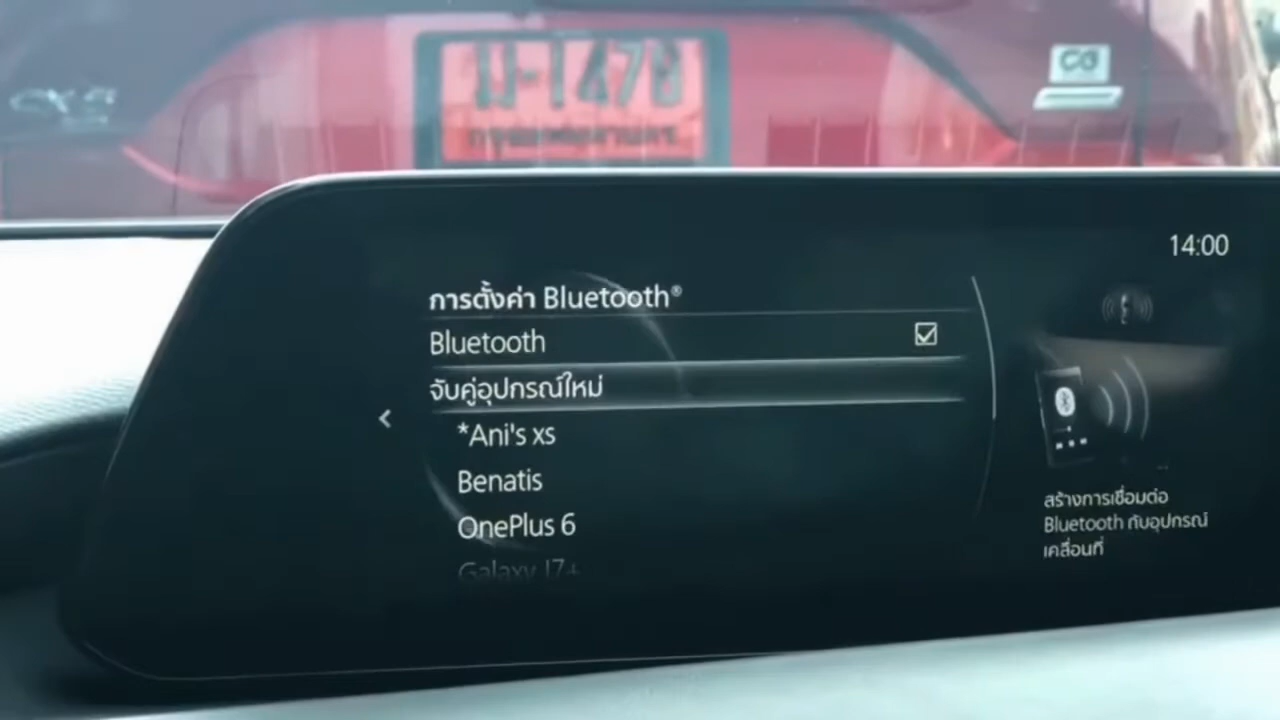 14:00
การตั้งค่า Bluetooth®
Bluetooth
จับคู่อุปกรณ์ใหม่
*Ani's xs
Benatis
OnePlus 6
Galaxy J7+
สร้างการเชื่อมต่อ
Bluetooth กับอุปกรณ์
เคลื่อนที่